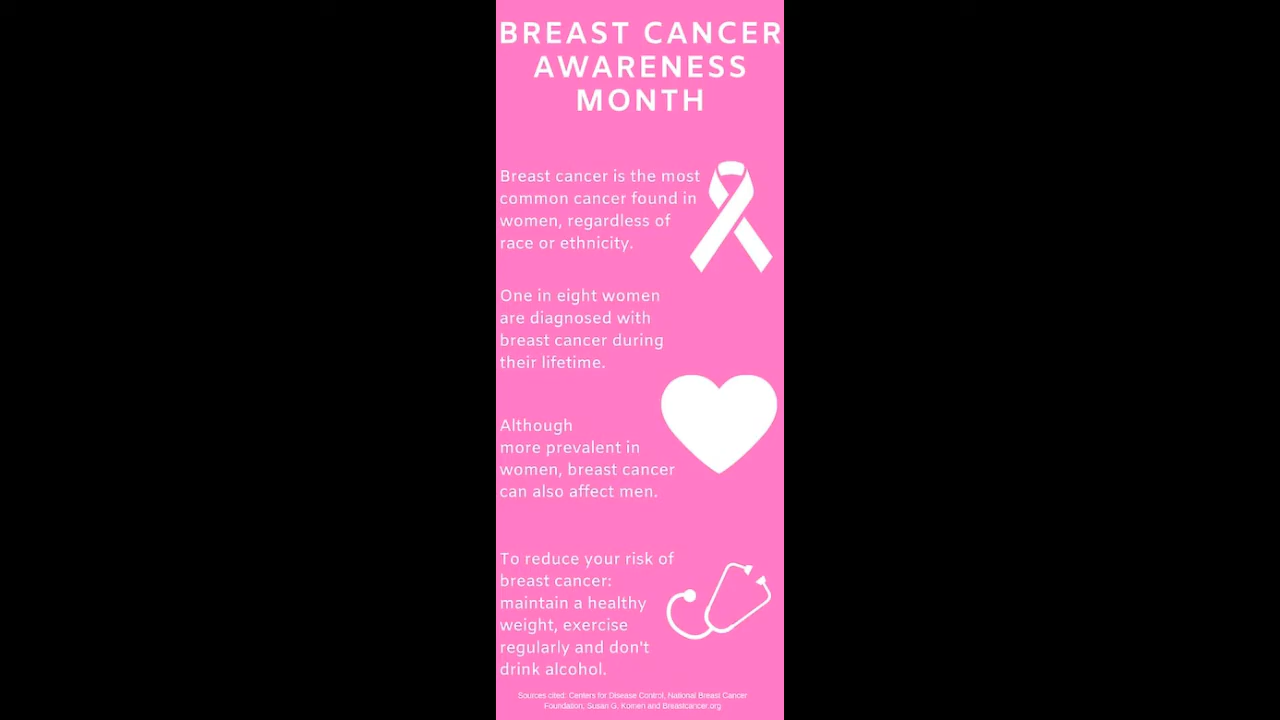 BREAST CANCER
AWARENESS
MONTH
Breast cancer is the most
common cancer found in
women, regardless of
race or ethnicity.
One in eight women
are diagnosed with
breast cancer during
their lifetime.
Although
more prevalent in
women, breast cancer
can also affect men.
To reduce your risk of
breast cancer:
maintain a healthy
weight, exercise
regularly and don't
drink alcohol.
Sources cited: Centers for Disease Control, National Breast Cancer
Foundation, Susan G. Komen and Breastcancer.org